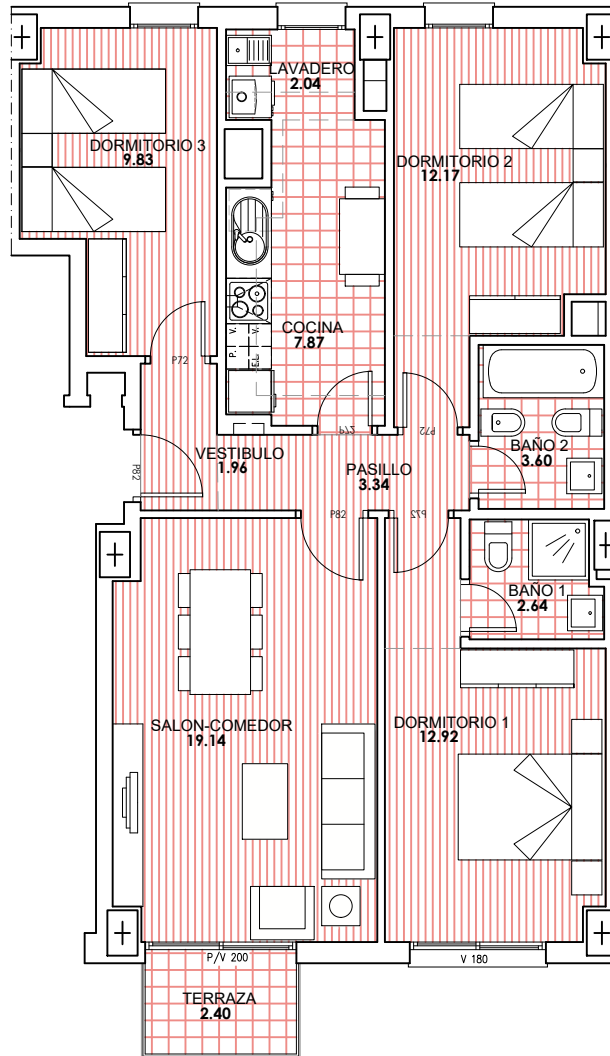 LAVADERO
2.04
DORMITORIO 3
9.83
DORMITORIO 2
12.17
COCINA
7.87
P.
V.
V.
E.L.
P72
P72
P72
BAÑO 2
3.60
VESTIBULO
1.96
PASILLO
3.34
P82
P82
P72
BAÑO 1
2.64
SALON-COMEDOR
19.14
DORMITORIO 1
12.92
P/V 200
V 180
TERRAZA
2.40